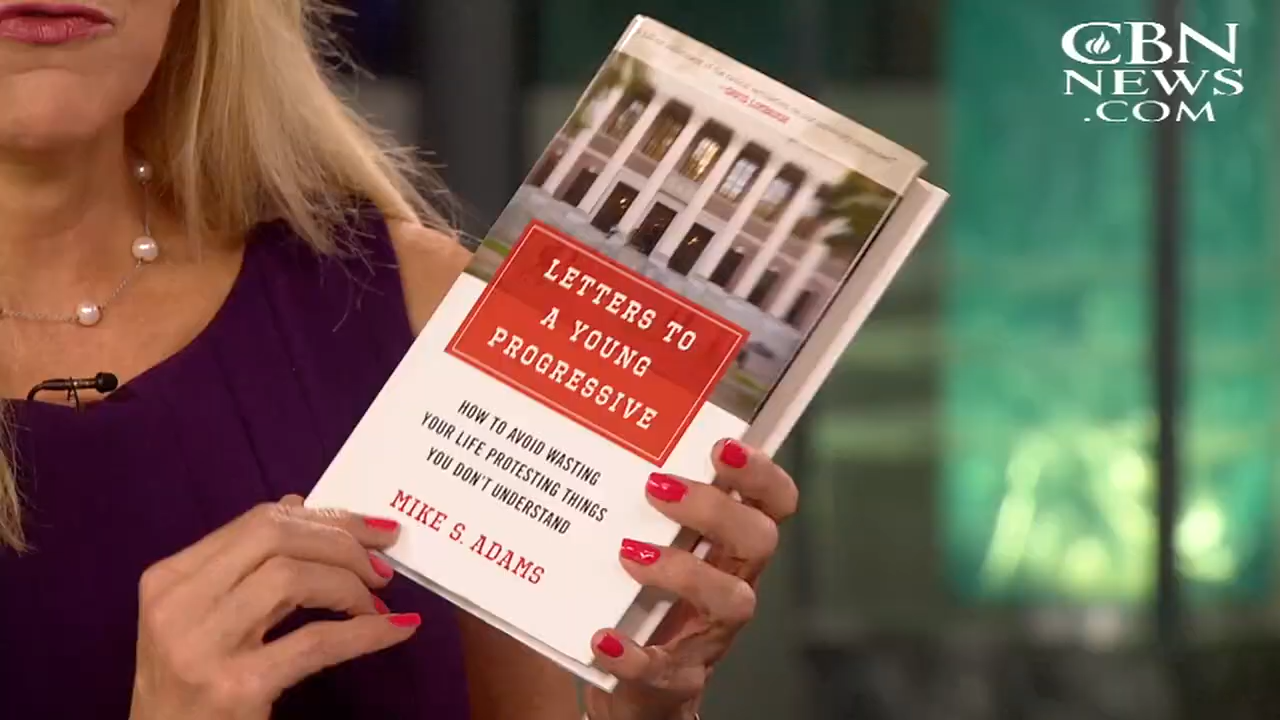 CBN
NEWS
.COM
LETTERS TO
A YOUNG
PROGRESSIVE
HOW TO AVOID WASTING
YOUR LIFE PROTESTING THINGS
YOU DON'T UNDERSTAND
MIKE S. ADAMS